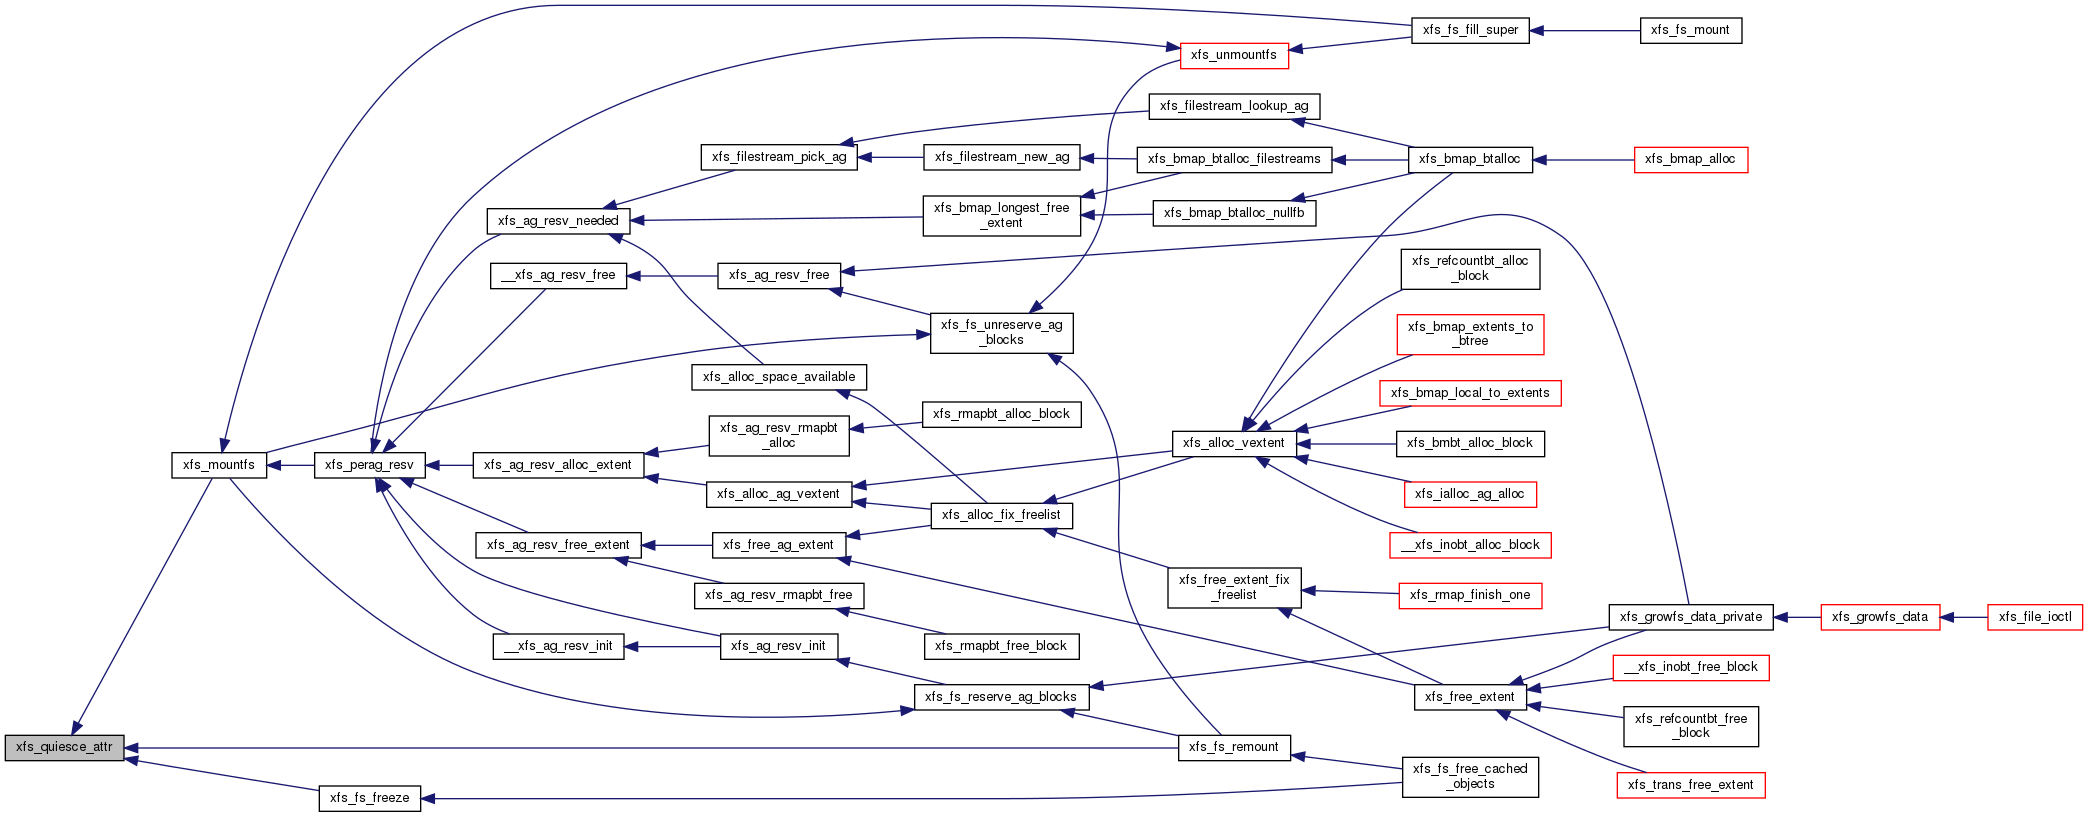 xfs_fs_fill_super
xfs_fs_mount
xfs_unmountfs
xfs_filestream_lookup_ag
xfs_filestream_pick_ag
xfs_filestream_new_ag
xfs_bmap_btalloc_filestreams
xfs_bmap_btalloc
xfs_bmap_alloc
xfs_ag_resv_needed
xfs_bmap_longest_free
_extent
xfs_bmap_btalloc_nullfb
__xfs_ag_resv_free
xfs_ag_resv_free
xfs_refcountbt_alloc
_block
xfs_fs_unreserve_ag
_blocks
xfs_bmap_extents_to
_btree
xfs_alloc_space_available
xfs_bmap_local_to_extents
xfs_ag_resv_rmapbt
_alloc
xfs_rmapbt_alloc_block
xfs_alloc_vextent
xfs_bmbt_alloc_block
xfs_mountfs
xfs_perag_resv
xfs_ag_resv_alloc_extent
xfs_alloc_ag_vextent
xfs_ialloc_ag_alloc
xfs_alloc_fix_freelist
xfs_ag_resv_free_extent
xfs_free_ag_extent
__xfs_inobt_alloc_block
xfs_free_extent_fix
_freelist
xfs_ag_resv_rmapbt_free
xfs_rmap_finish_one
xfs_growfs_data_private
xfs_growfs_data
xfs_file_ioctl
__xfs_ag_resv_init
xfs_ag_resv_init
xfs_rmapbt_free_block
__xfs_inobt_free_block
xfs_fs_reserve_ag_blocks
xfs_free_extent
xfs_refcountbt_free
_block
xfs_quiesce_attr
xfs_fs_remount
xfs_fs_free_cached
_objects
xfs_trans_free_extent
xfs_fs_freeze